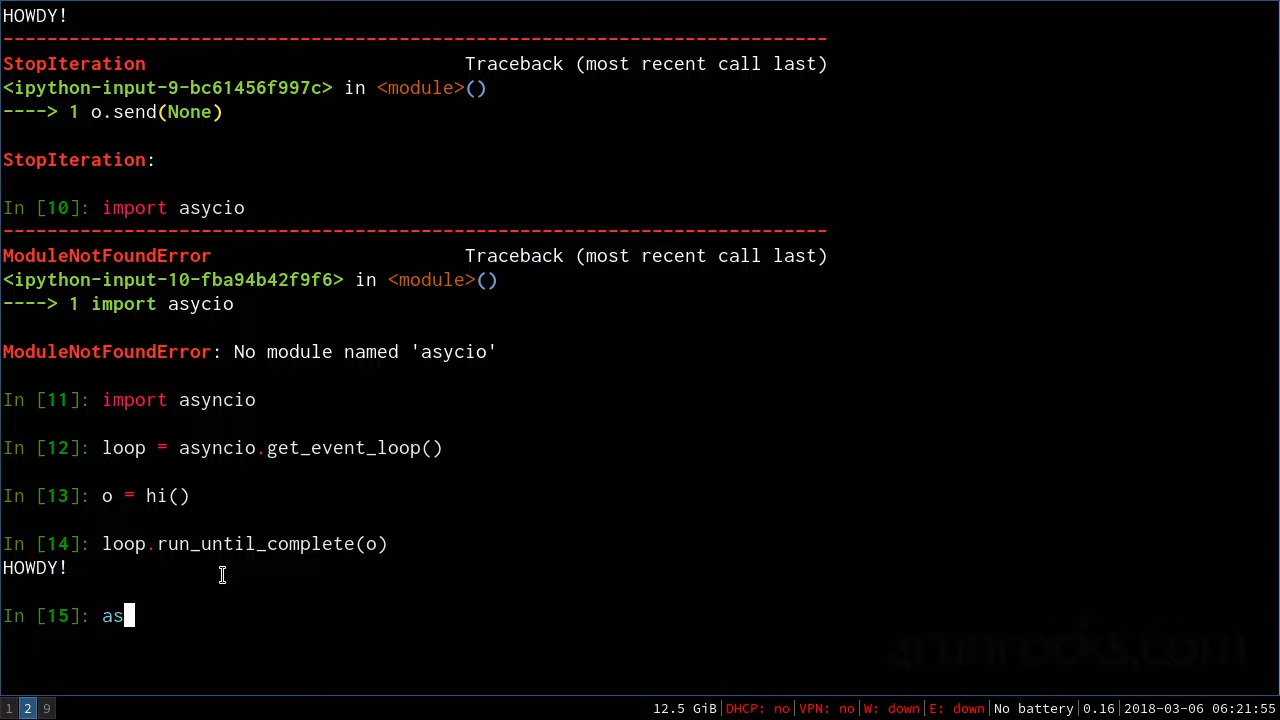 HOWDY!
---------------------------------------------------------------------------
StopIteration                             Traceback (most recent call last)
<ipython-input-9-bc61456f997c> in <module>()
----> 1 o.send(None)
StopIteration:
In [10]: import asycio
---------------------------------------------------------------------------
ModuleNotFoundError                       Traceback (most recent call last)
<ipython-input-10-fba94b42f9f6> in <module>()
----> 1 import asycio
ModuleNotFoundError: No module named 'asycio'
In [11]: import asyncio
In [12]: loop = asyncio.get_event_loop()
In [13]: o = hi()
In [14]: loop.run_until_complete(o)
HOWDY!
In [15]: as
arunrocks.com
1 2 9 12.5 GiB|DHCP: no|VPN: no|W: down|E: down|No battery|0.16|2018-03-06 06:21:55